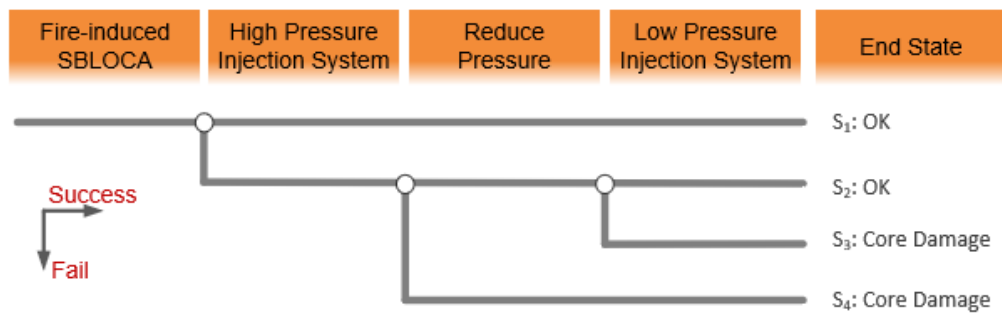 Fire-induced
SBLOCA
High Pressure
Injection System
Reduce
Pressure
Low Pressure
Injection System
End State
S₁: OK
S₂: OK
Success
S₃: Core Damage
Fail
S₄: Core Damage